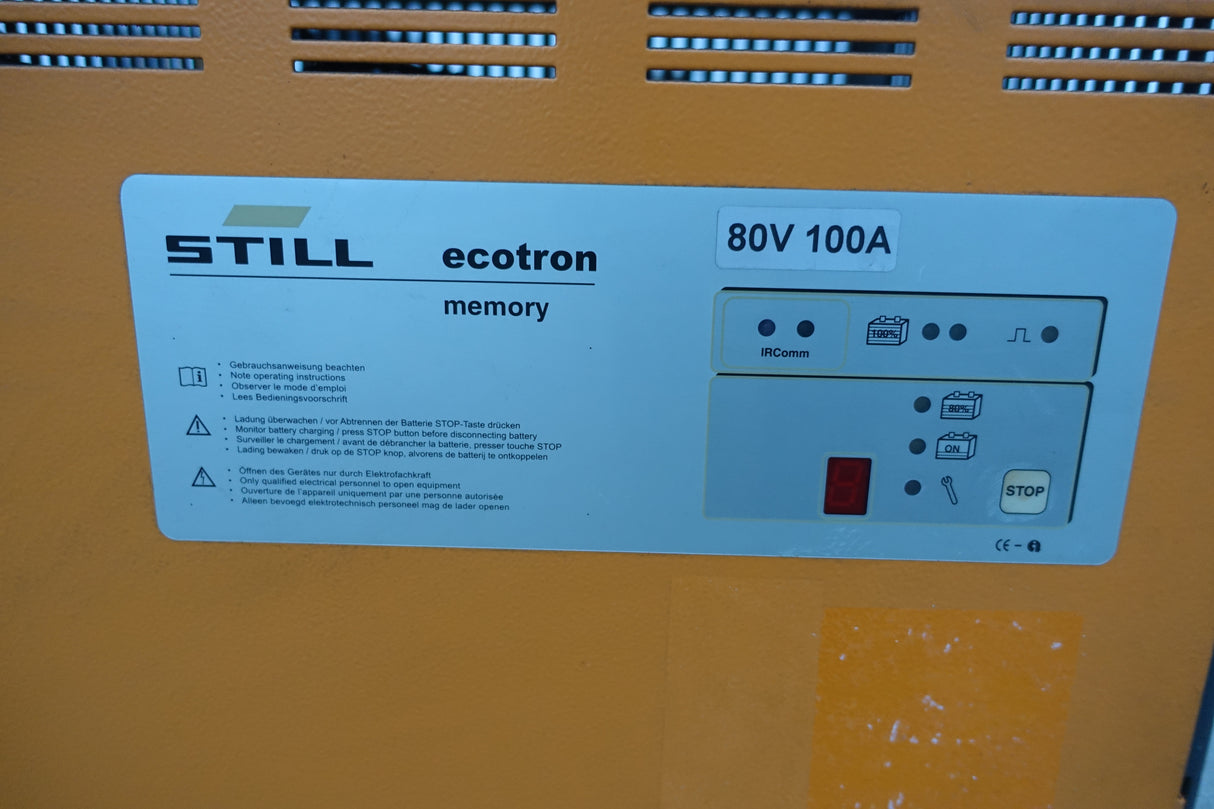 STILL
ecotron
memory
80V 100A
IRComm
100%
80%
ON
STOP
Gebrauchsanweisung beachten
Note operating instructions
Observer le mode d'emploi
Lees Bedieningsvoorschrift
Ladung überwachen / vor Abtrennen der Batterie STOP-Taste drücken
Monitor battery charging / press STOP button before disconnecting battery
Surveiller le chargement / avant de débrancher la batterie, presser touche STOP
Lading bewaken / druk op de STOP knop, alvorens de batterij te ontkoppelen
Öffnen des Gerätes nur durch Elektrofachkraft
Only qualified electrical personnel to open equipment
Ouverture de l'appareil uniquement par une personne autorisée
Alleen bevoegd elektrotechnisch personeel mag de lader openen
CE -